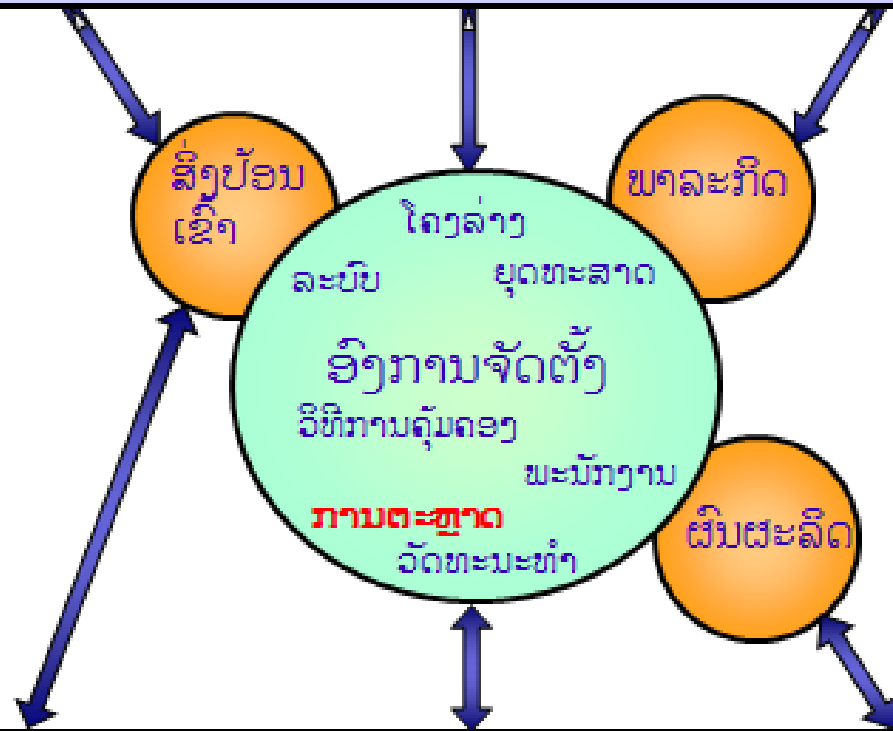 ສິ່ງປ້ອນ
ເຂົ້າ
ພາລະກິດ
ໂຄງລ່າງ
ລະບົບ
ຍຸດທະສາດ
ອົງການຈັດຕັ້ງ
ວິທີການຄຸ້ມຄອງ
ພະນັກງານ
ການຕະຫຼາດ
ວັດທະນະທຳ
ຜົນຜະລິດ